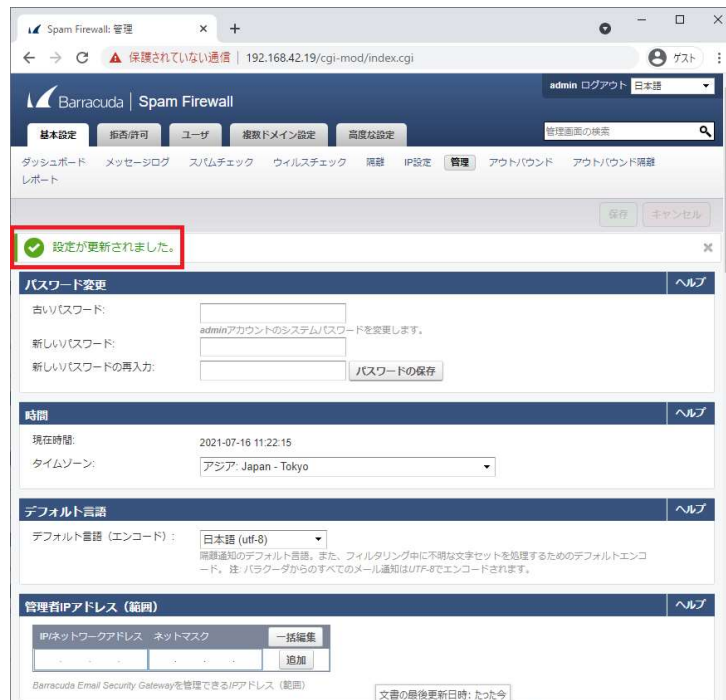 Spam Firewall: 管理
保護されていない通信 | 192.168.42.19/cgi-mod/index.cgi
ゲスト
Barracuda | Spam Firewall
admin ログアウト 日本語
基本設定 拒否/許可 ユーザ 複数ドメイン設定 高度な設定
管理画面の検索
ダッシュボード メッセージログ スパムチェック ウィルスチェック 隔離 IP設定 管理 アウトバウンド アウトバウンド隔離
レポート
保存 キャンセル
設定が更新されました。
パスワード変更 ヘルプ
古いパスワード:
adminアカウントのシステムパスワードを変更します。
新しいパスワード:
新しいパスワードの再入力: パスワードの保存
時間 ヘルプ
現在時間: 2021-07-16 11:22:15
タイムゾーン: アジア: Japan - Tokyo
デフォルト言語 ヘルプ
デフォルト言語（エンコード）: 日本語 (utf-8)
隔離通知のデフォルト言語。また、フィルタリング中に不明な文字セットを処理するためのデフォルトエンコ
ード。注: バラクーダからのすべてのメール通知はUTF-8でエンコードされます。
管理者IPアドレス（範囲） ヘルプ
IP/ネットワークアドレス ネットマスク 一括編集
追加
Barracuda Email Security Gatewayを管理できるIPアドレス（範囲）
文書の最後更新日時: たった今